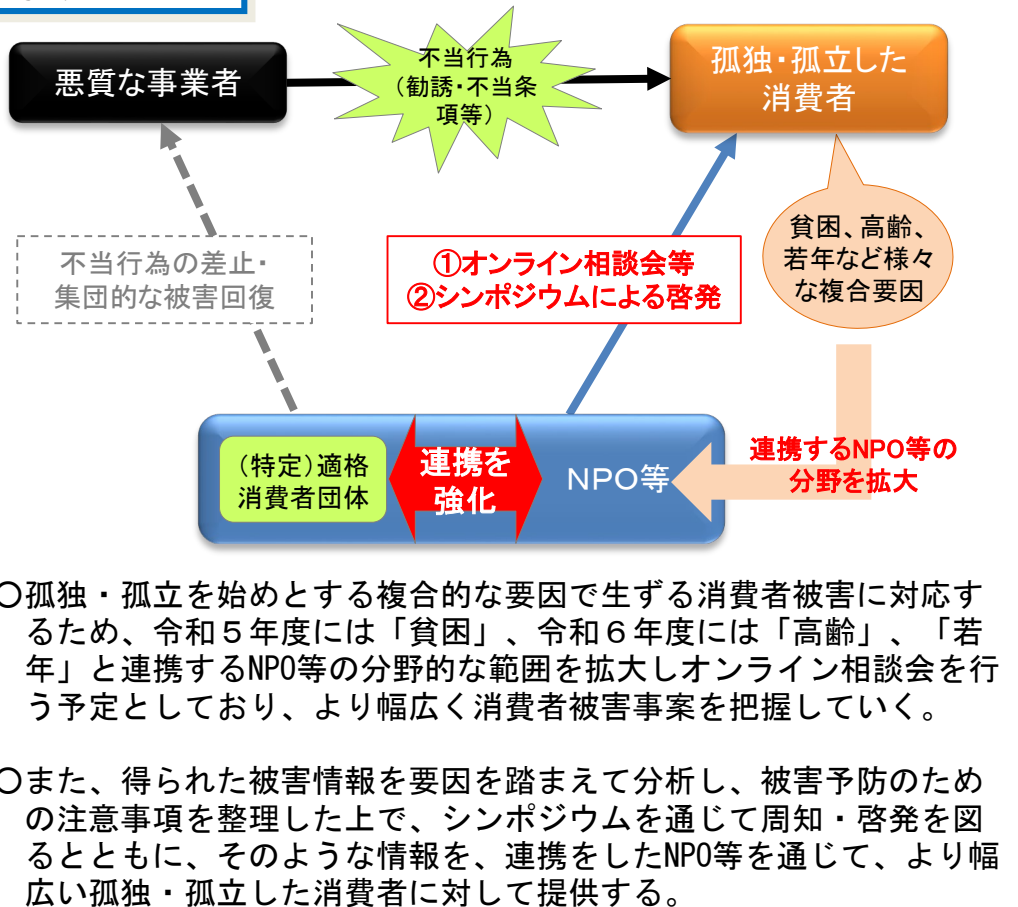 悪質な事業者
不当行為
（勧誘・不当条
項等）
孤独・孤立した
消費者
不当行為の差止・
集団的な被害回復
①オンライン相談会等
②シンポジウムによる啓発
貧困、高齢、
若年など様々
な複合要因
（特定）適格
消費者団体
連携を
強化
NPO等
連携するNPO等の
分野を拡大
〇孤独・孤立を始めとする複合的な要因で生ずる消費者被害に対応す
るため、令和５年度には「貧困」、令和６年度には「高齢」、「若
年」と連携するNPO等の分野的な範囲を拡大しオンライン相談会を行
う予定としており、より幅広く消費者被害事案を把握していく。
〇また、得られた被害情報を要因を踏まえて分析し、被害予防のため
の注意事項を整理した上で、シンポジウムを通じて周知・啓発を図
るとともに、そのような情報を、連携をしたNPO等を通じて、より幅
広い孤独・孤立した消費者に対して提供する。